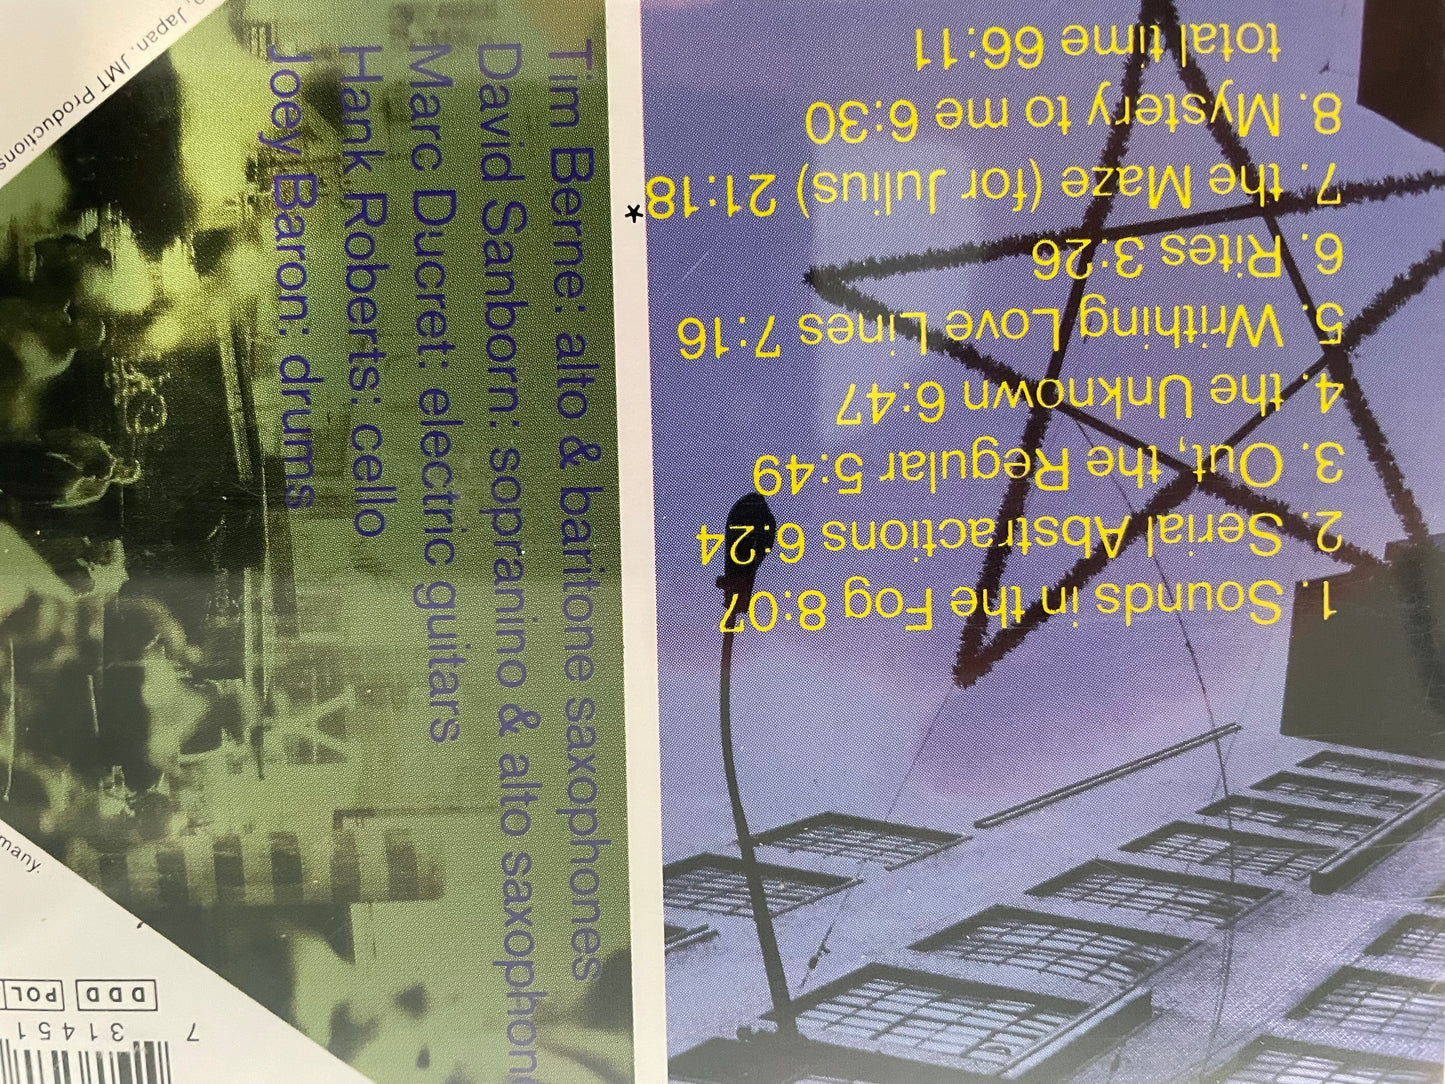 1. Sounds in the Fog 8:07
2. Serial Abstractions 6:24
3. Out, the Regular 5:49
4. the Unknown 6:47
5. Writhing Love Lines 7:16
6. Rites 3:26
7. the Maze (for Julius) 21:18*
8. Mystery to me 6:30
total time 66:11
Tim Berne: alto & baritone saxophones
David Sanborn: sopranino & alto saxophon
Marc Ducret: electric guitars
Hank Roberts: cello
Joey Baron: drums
Japan. JMT Productions
many.
DDD
POL
7 31451